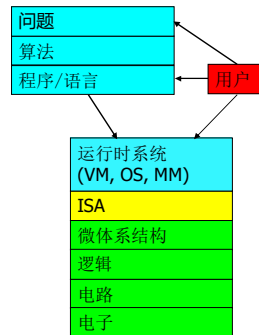 问题
算法
程序/语言
用户
运行时系统
(VM, OS, MM)
ISA
微体系结构
逻辑
电路
电子